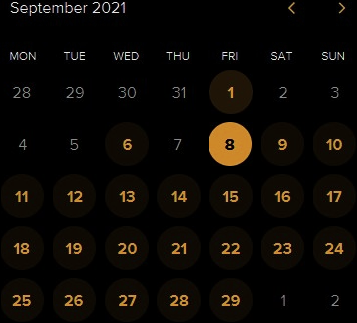 September 2021
MON TUE WED THU FRI SAT SUN
28 29 30 31 1 2 3
4 5 6 7 8 9 10
11 12 13 14 15 16 17
18 19 20 21 22 23 24
25 26 27 28 29 1 2